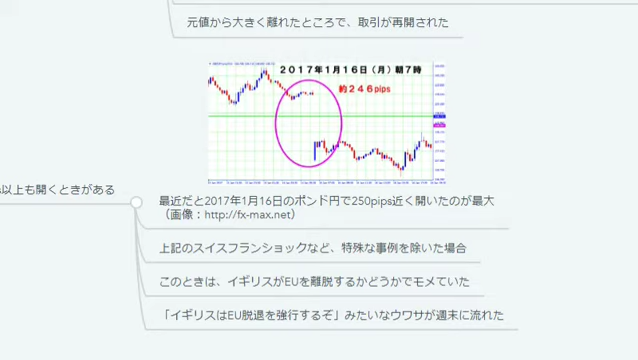 元値から大きく離れたところで、取引が再開された
2017年1月16日（月）朝7時
約246pips
以上も開くときがある
最近だと2017年1月16日のポンド円で250pips近く開いたのが最大
（画像：http://fx-max.net）
上記のスイスフランショックなど、特殊な事例を除いた場合
このときは、イギリスがEUを離脱するかどうかでモメていた
「イギリスはEU脱退を強行するぞ」みたいなウワサが週末に流れた